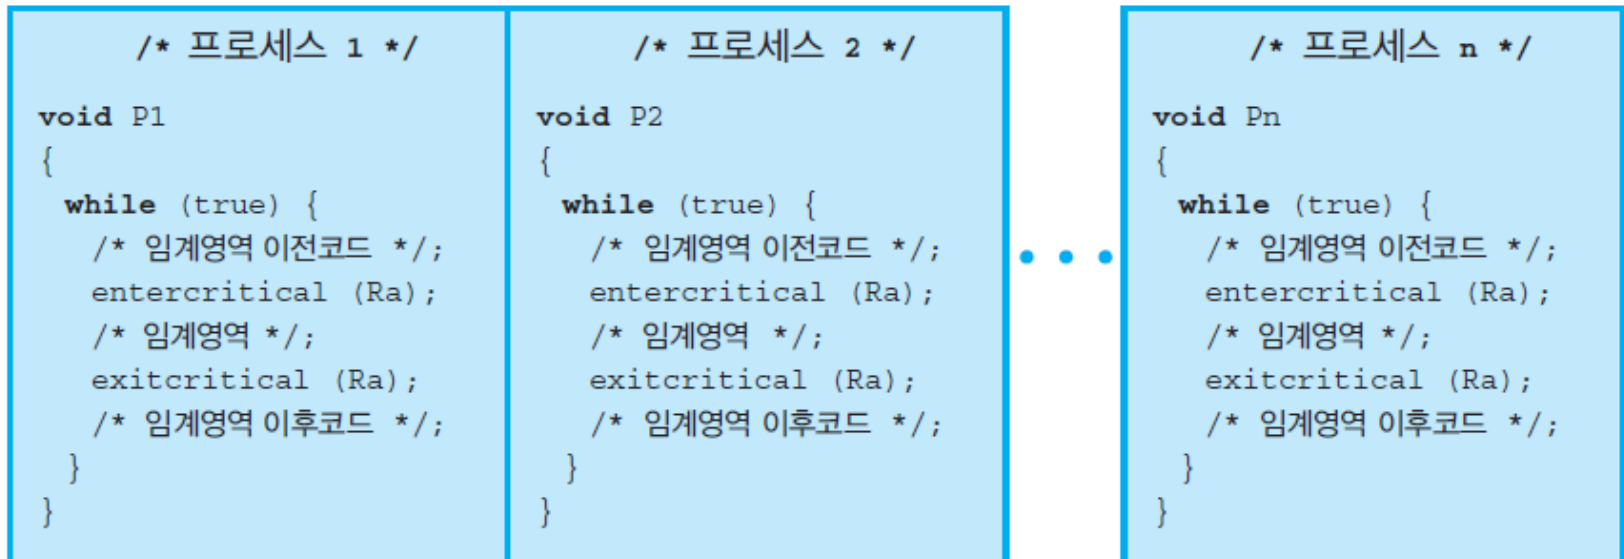 /* 프로세스 1 */
void P1
{
while (true) {
/* 임계영역 이전코드 */;
entercritical (Ra);
/* 임계영역 */;
exitcritical (Ra);
/* 임계영역 이후코드 */;
}
}
/* 프로세스 2 */
void P2
{
while (true) {
/* 임계영역 이전코드 */;
entercritical (Ra);
/* 임계영역 */;
exitcritical (Ra);
/* 임계영역 이후코드 */;
}
}
• • •
/* 프로세스 n */
void Pn
{
while (true) {
/* 임계영역 이전코드 */;
entercritical (Ra);
/* 임계영역 */;
exitcritical (Ra);
/* 임계영역 이후코드 */;
}
}